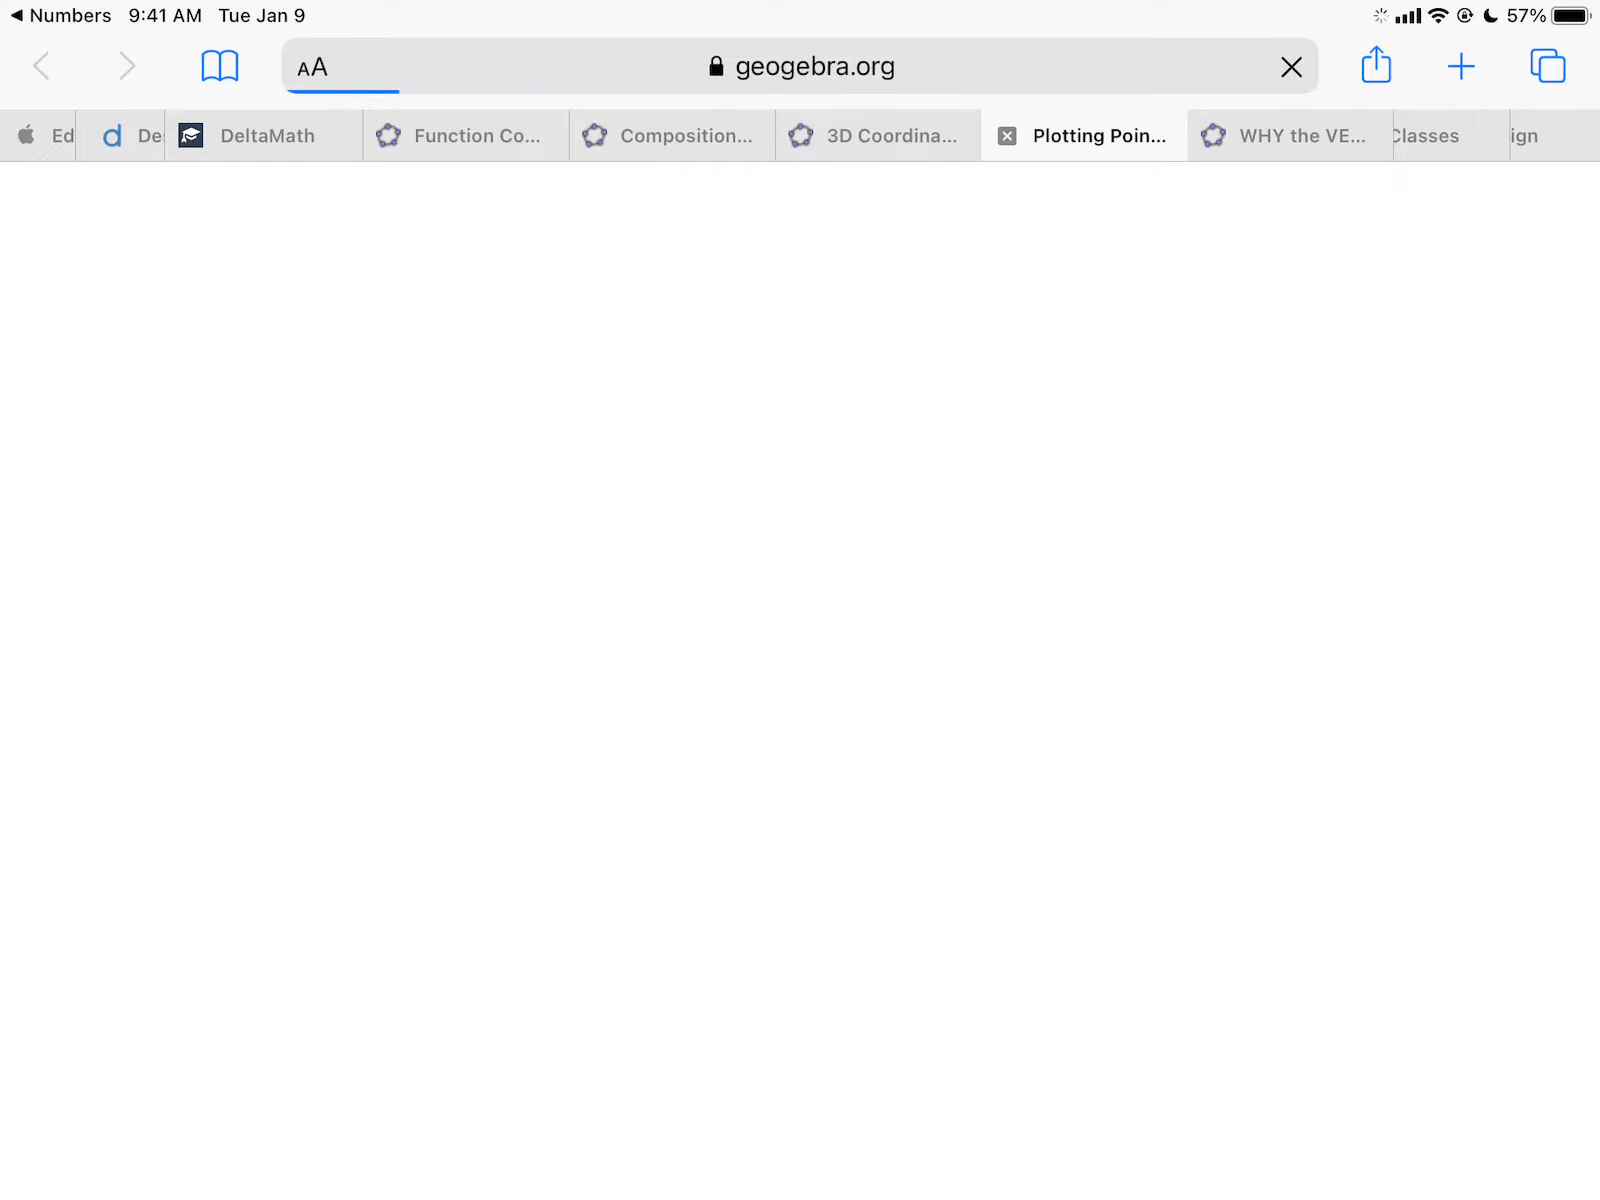 ◀ Numbers 9:41 AM Tue Jan 9 57%
AA geogebra.org
Ed De DeltaMath Function Co... Composition... 3D Coordina... Plotting Poin... WHY the VE... Classes ign